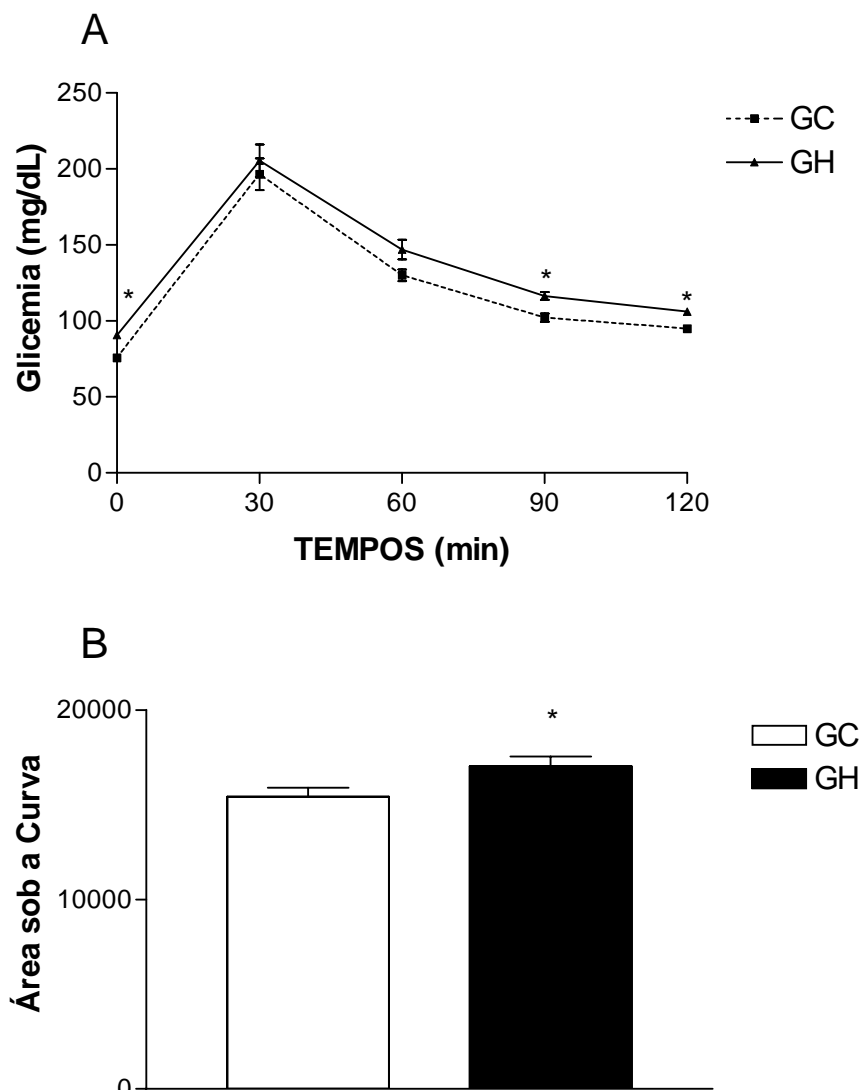 A
Glicemia (mg/dL)
250
200
150
100
50
0
*
*
*
0 30 60 90 120
TEMPOS (min)
GC
GH
B
Área sob a Curva
20000
10000
0
*
GC
GH